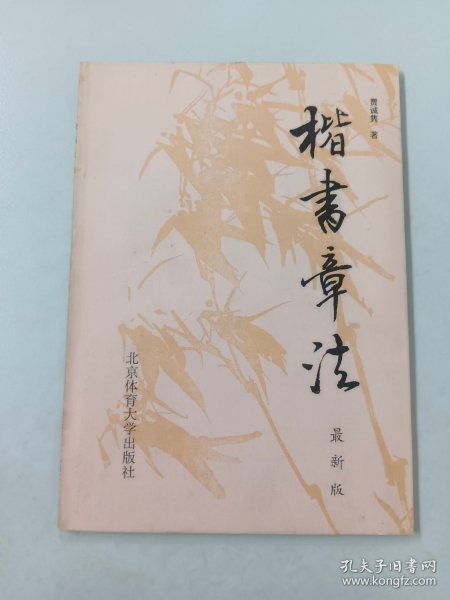 贾诚隽 著
楷书章法
最新版
北京体育大学出版社
孔夫子旧书网
www.kongfz.com